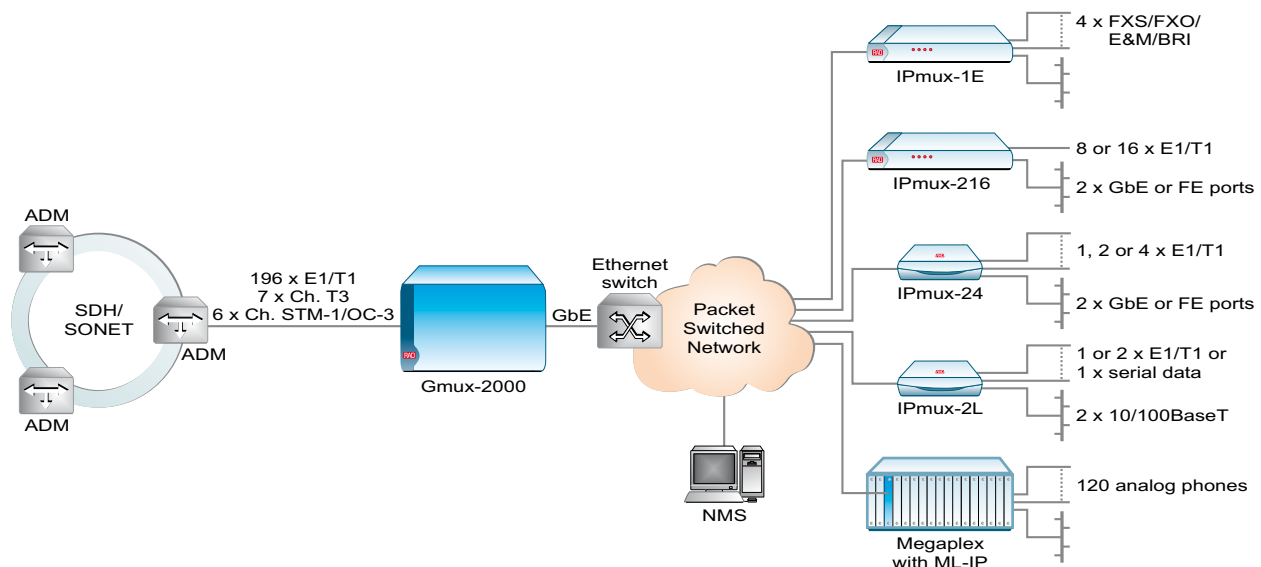 ADM
SDH/
SONET
ADM
ADM
196 x E1/T1
7 x Ch. T3
6 x Ch. STM-1/OC-3
RAD
Gmux-2000
GbE
Ethernet
switch
Packet
Switched
Network
NMS
RAD
IPmux-1E
4 x FXS/FXO/
E&M/BRI
RAD
IPmux-216
8 or 16 x E1/T1
2 x GbE or FE ports
IPmux-24
1, 2 or 4 x E1/T1
2 x GbE or FE ports
IPmux-2L
1 or 2 x E1/T1 or
1 x serial data
2 x 10/100BaseT
Megaplex
with ML-IP
120 analog phones